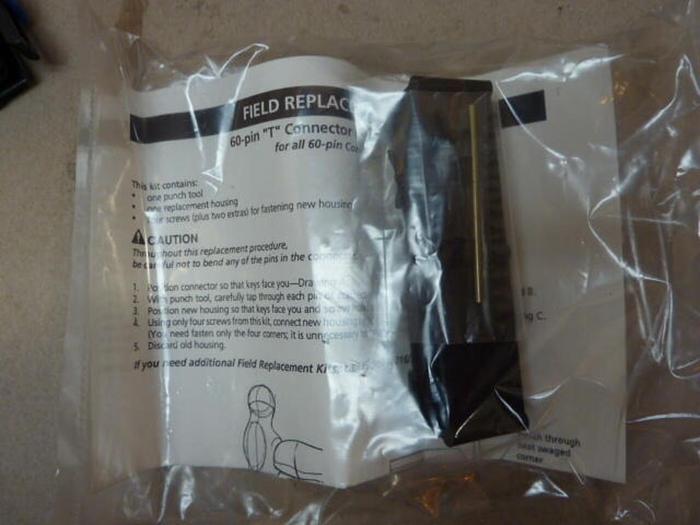 FIELD REPLAC
60-pin "T" Connector
for all 60-pin Co
This kit contains:
• one punch tool
• one replacement housing
• four screws (plus two extras) for fastening new housing
CAUTION
Throughout this replacement procedure,
be careful not to bend any of the pins in the connector.
1. Position connector so that keys face you—Drawing A.
2. With punch tool, carefully tap through each pin
3. Position new housing so that keys face you and
4. Using only four screws from this kit, connect new housing
(You need fasten only the four corners; it is unnecessary
5. Discard old housing.
If you need additional Field Replacement Kits,
B.
C.
through
heat swaged
corner